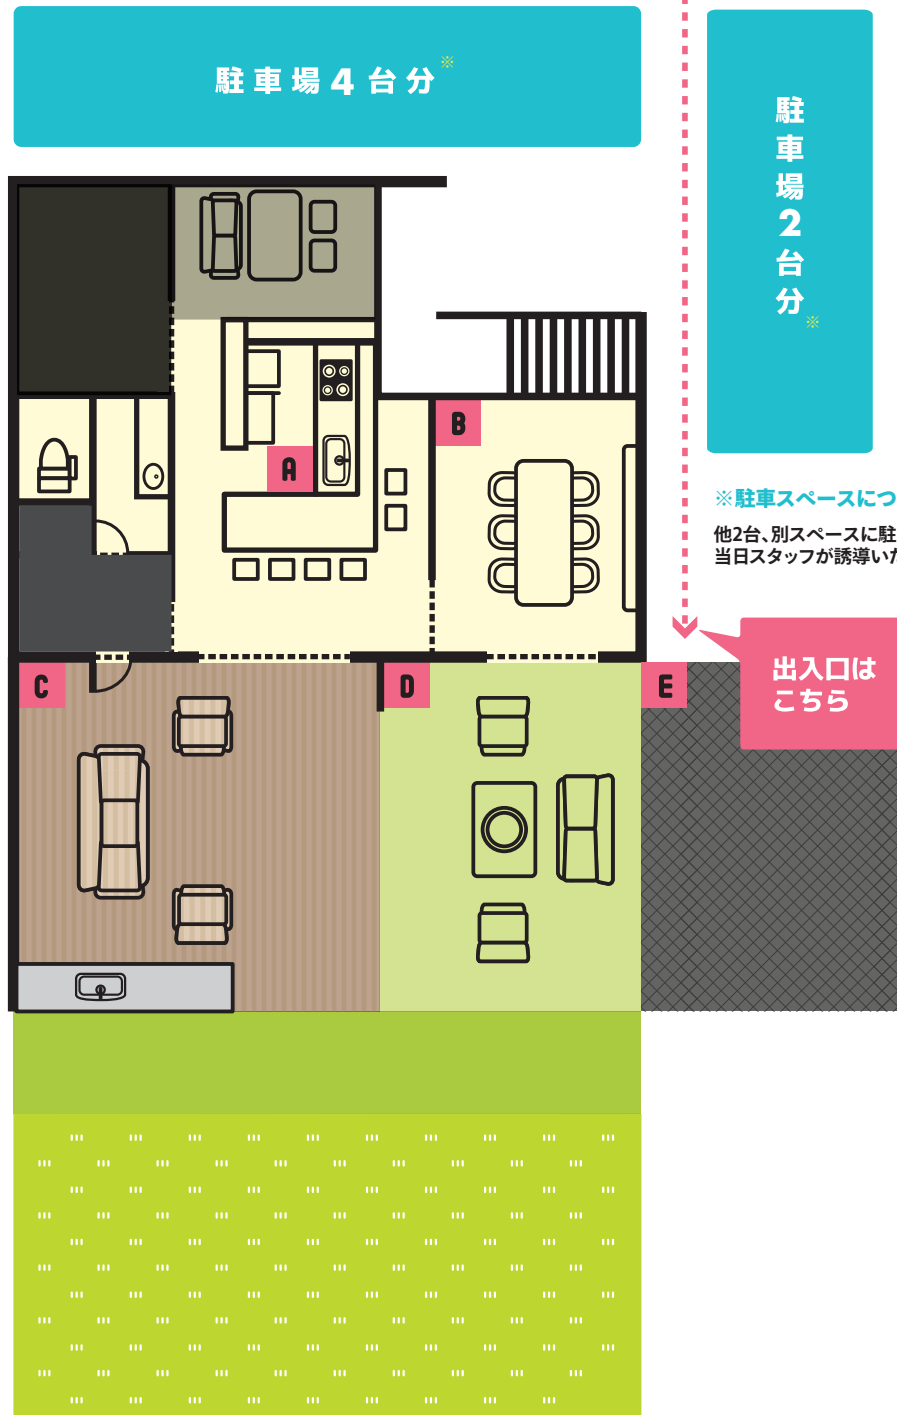 駐車場4台分※
駐車場2台分※
※駐車スペースにつ
他2台、別スペースに駐
当日スタッフが誘導いた
出入口は
こちら
A
B
C
D
E